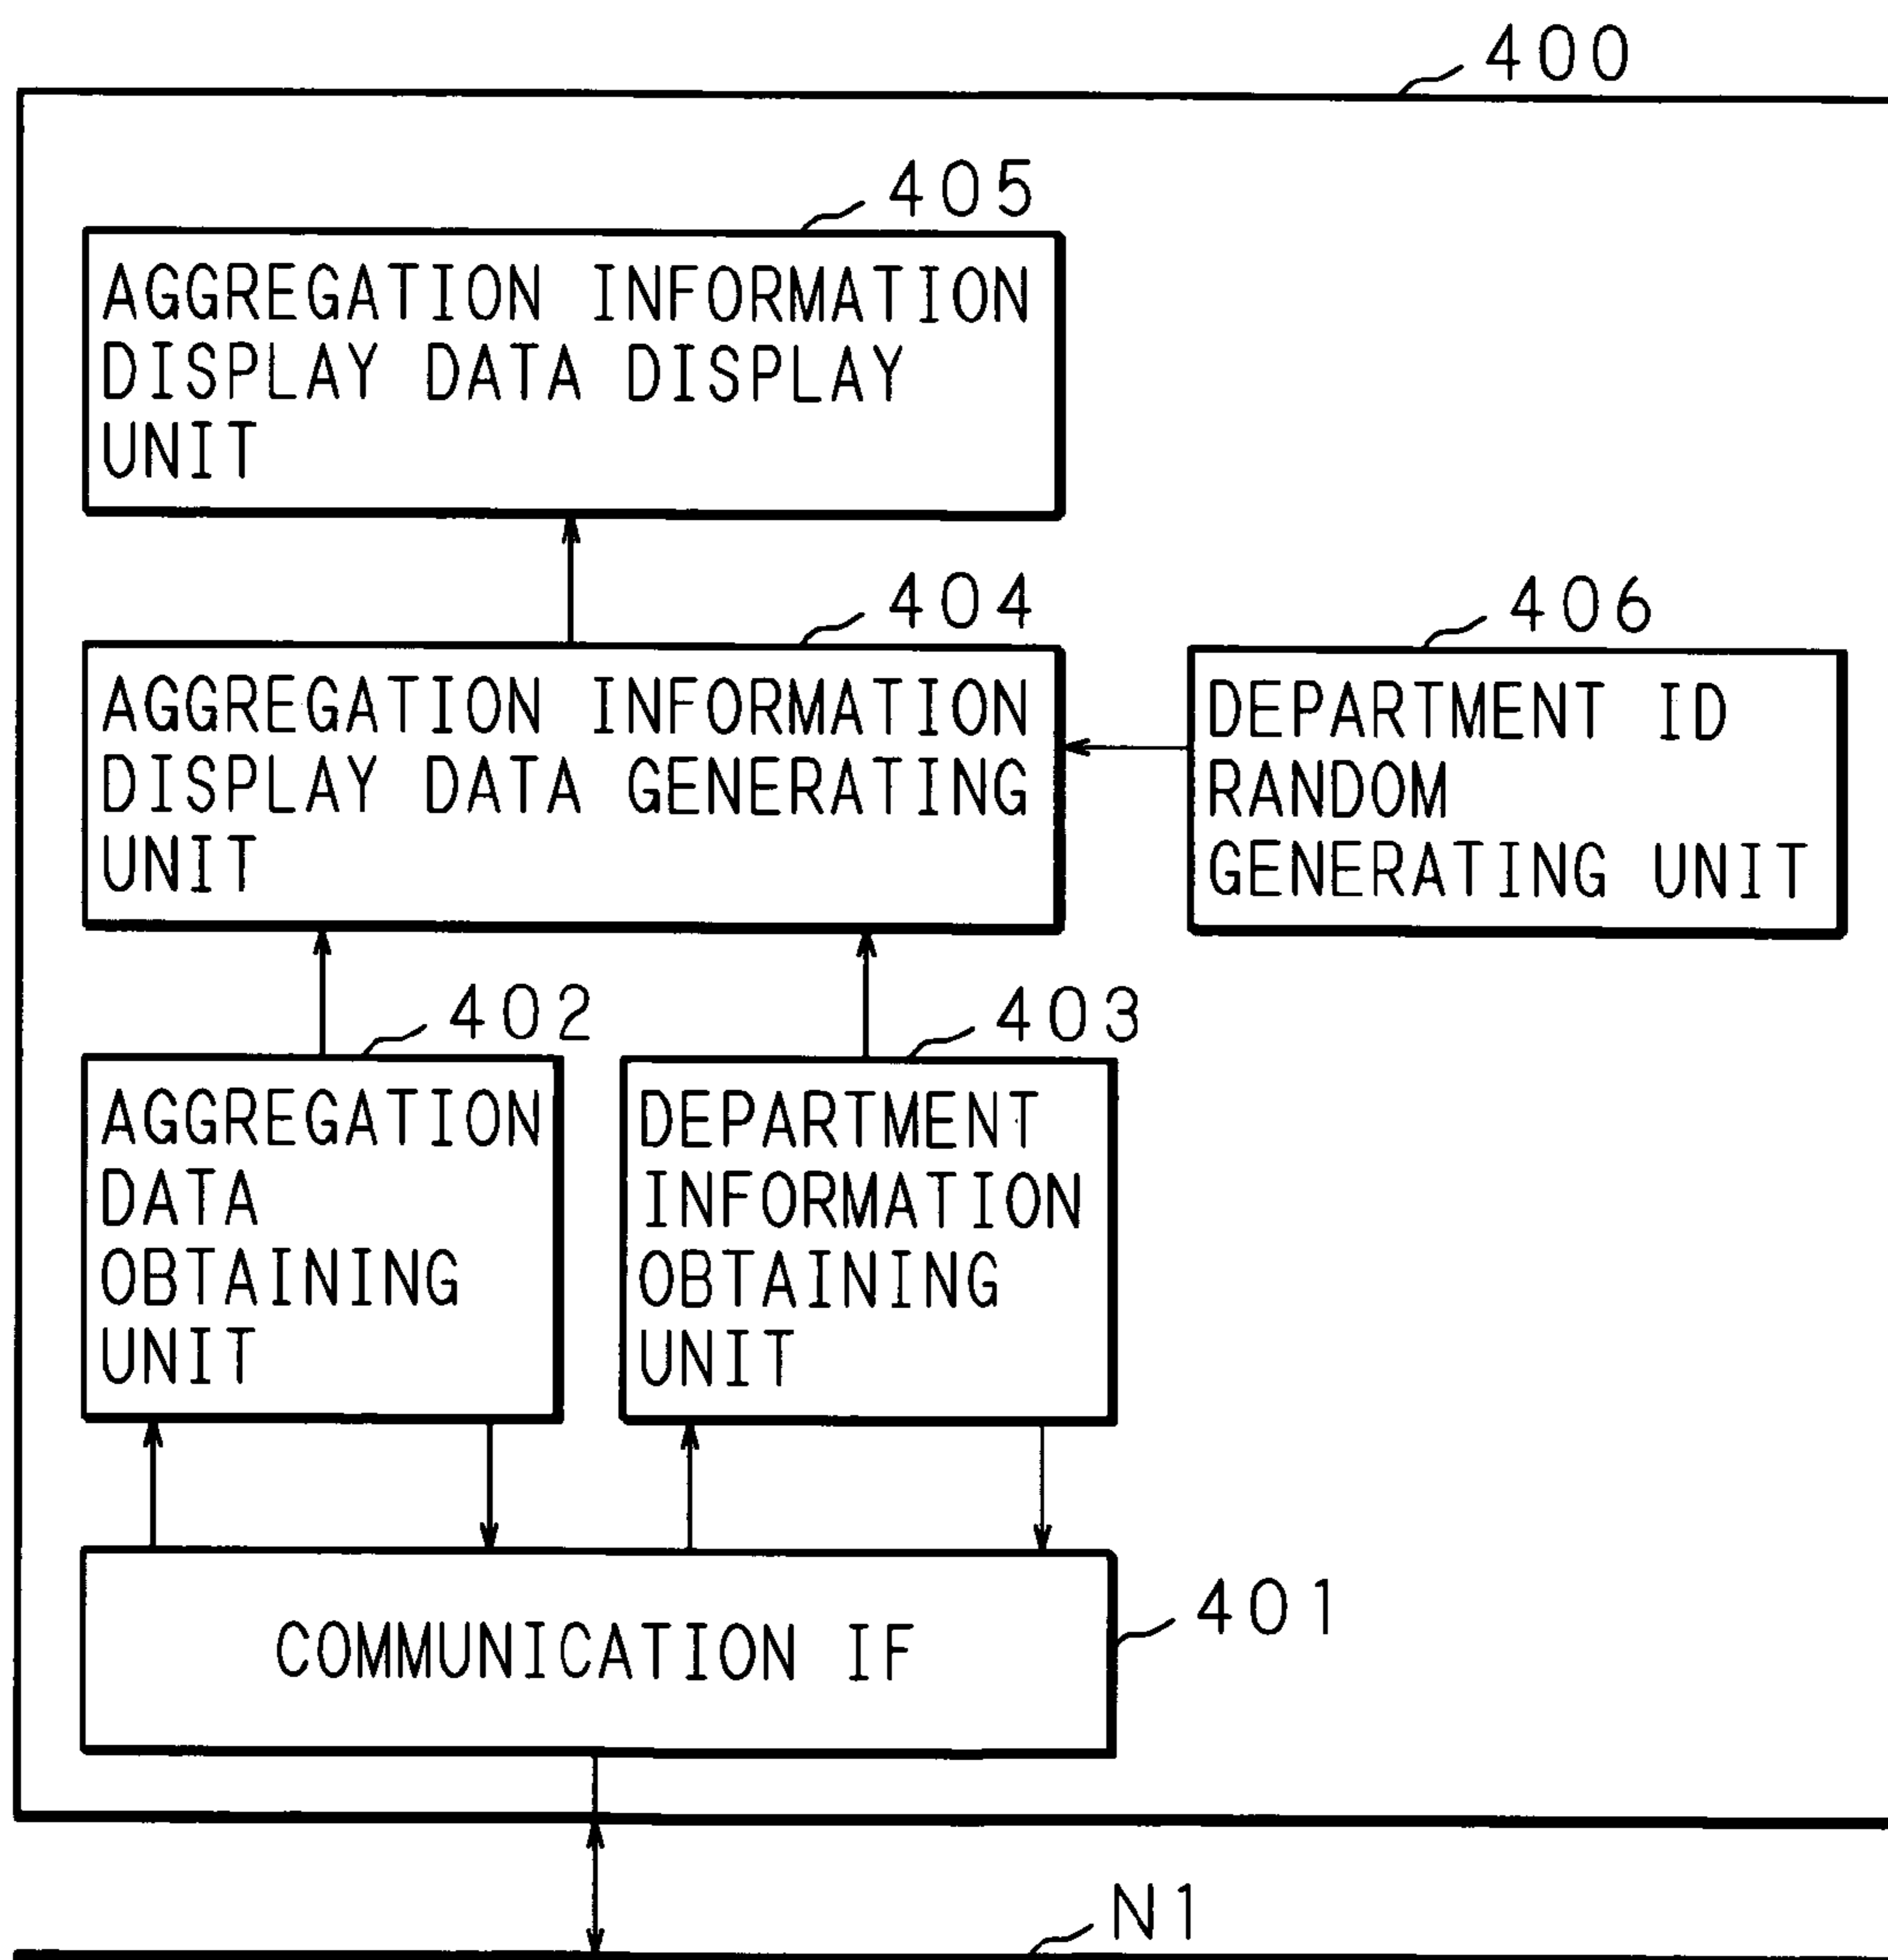 400
405
AGGREGATION INFORMATION
DISPLAY DATA DISPLAY
UNIT
404
AGGREGATION INFORMATION
DISPLAY DATA GENERATING
UNIT
406
DEPARTMENT ID
RANDOM
GENERATING UNIT
402
AGGREGATION
DATA
OBTAINING
UNIT
403
DEPARTMENT
INFORMATION
OBTAINING
UNIT
COMMUNICATION IF
401
N1